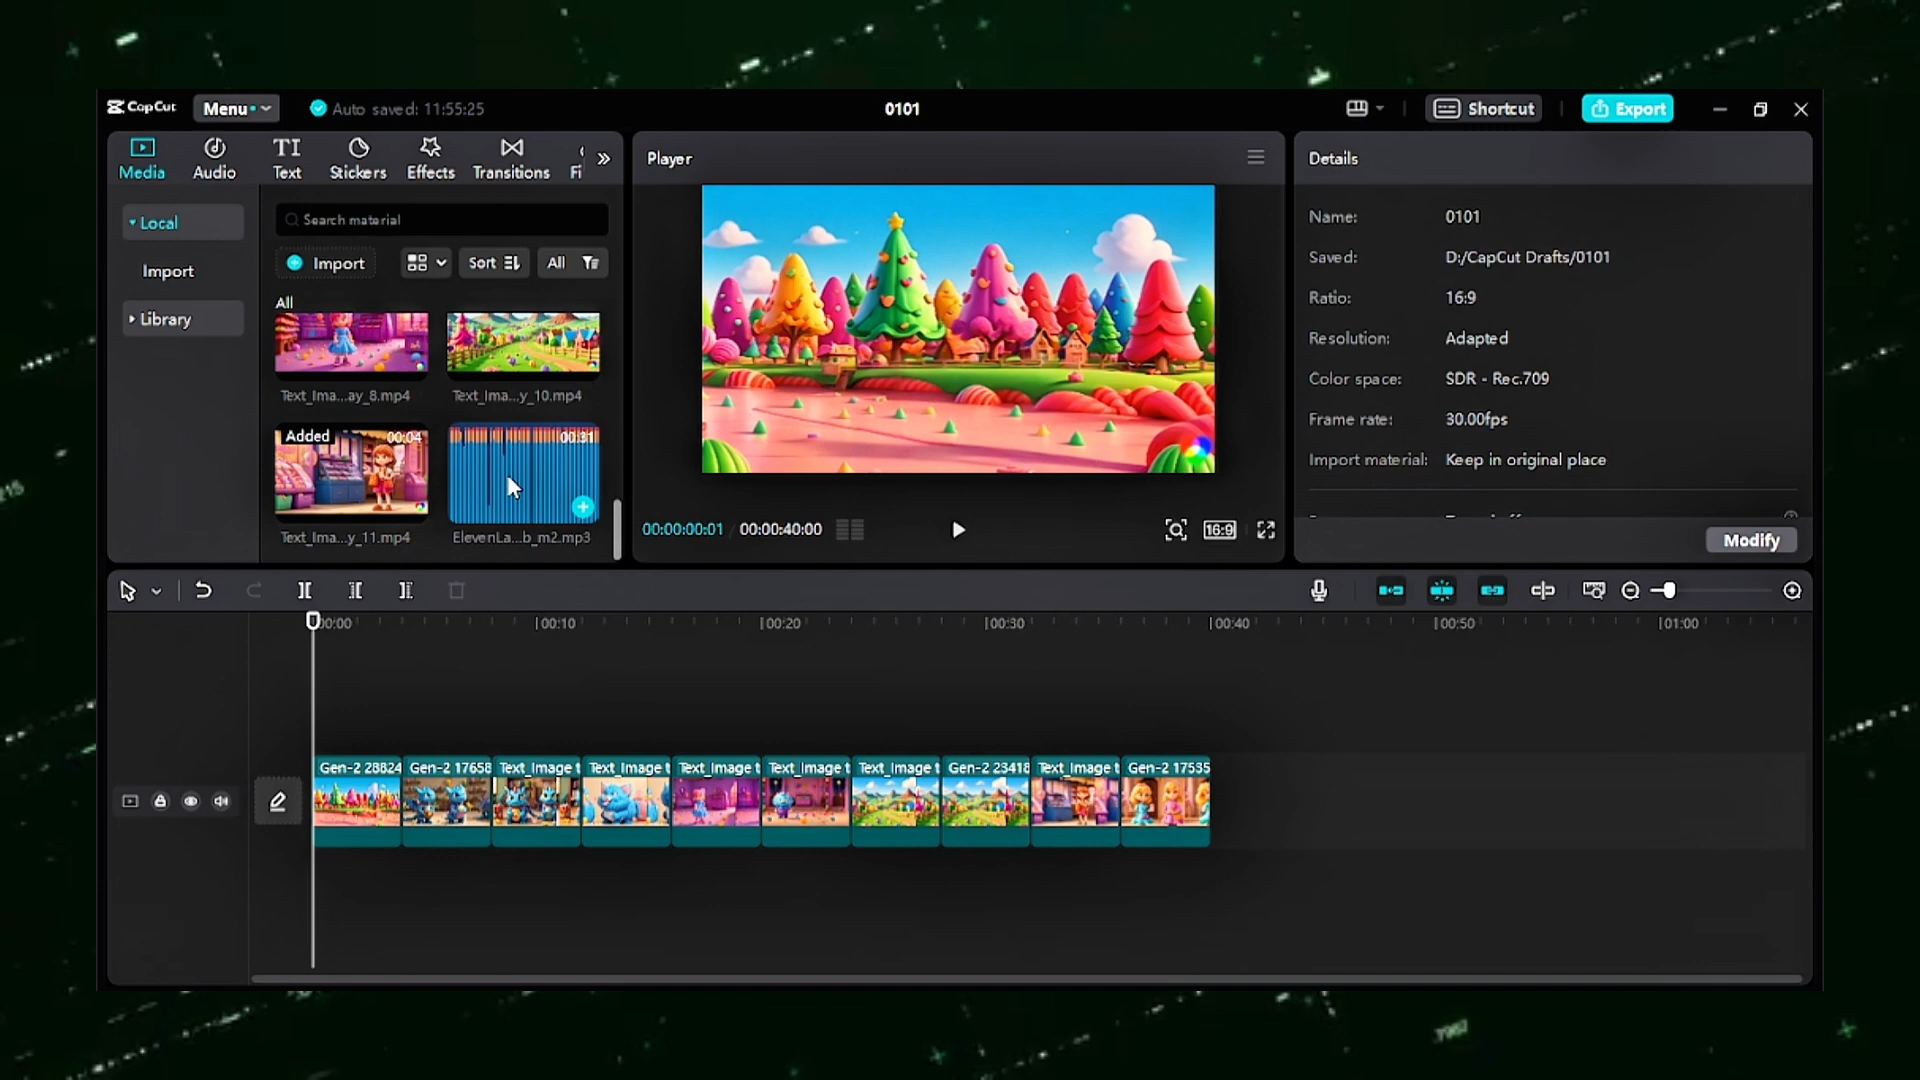 CapCut Menu Auto saved: 11:55:25 0101 Shortcut Export
Media Audio Text Stickers Effects Transitions Fi
Player
Details
Local
Import
Library
Search material
Import Sort All
All
Text_Ima...ay_8.mp4 Text_Ima...y_10.mp4
Added 00:04 00:31
Text_Ima...y_11.mp4 ElevenLa...b_m2.mp3
00:00:00:01 / 00:00:40:00 16:9
Name: 0101
Saved: D:/CapCut Drafts/0101
Ratio: 16:9
Resolution: Adapted
Color space: SDR - Rec.709
Frame rate: 30.00fps
Import material: Keep in original place
Modify
00:00 00:10 00:20 00:30 00:40 00:50 01:00
Gen-2 28824 Gen-2 17658 Text_Image t Text_Image t Text_Image t Text_Image t Text_Image t Gen-2 23418 Text_Image t Gen-2 17535